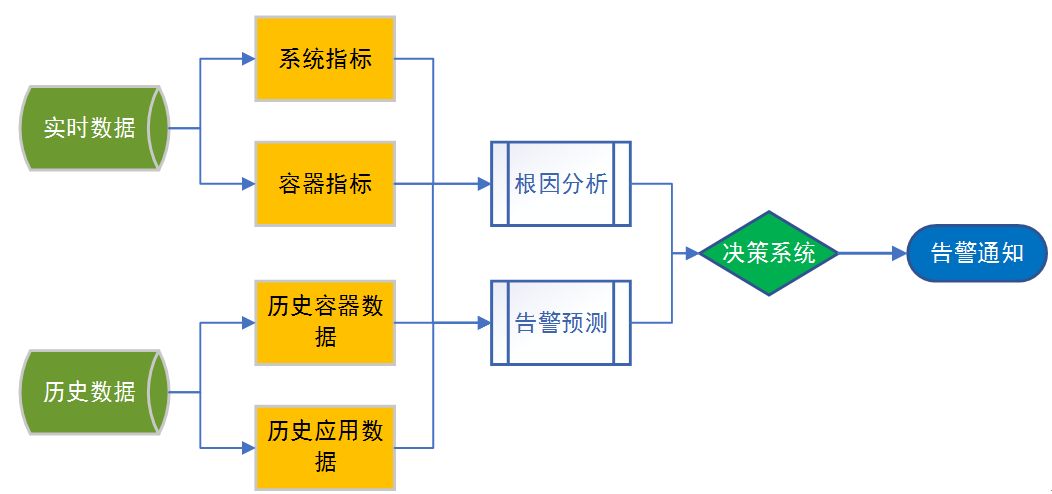 系统指标
实时数据
容器指标
根因分析
决策系统
告警通知
历史容器数
据
告警预测
历史数据
历史应用数
据